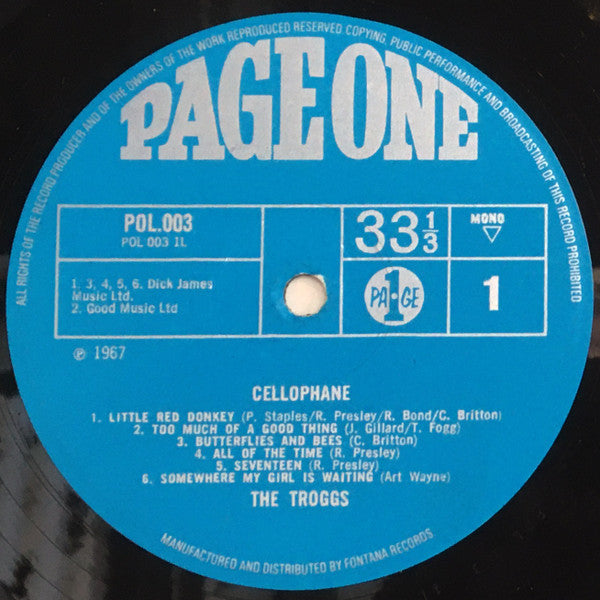 ALL RIGHTS OF THE RECORD PRODUCER AND OF THE OWNERS OF THE WORK REPRODUCED RESERVED. COPYING, PUBLIC PERFORMANCE AND BROADCASTING OF THIS RECORD PROHIBITED
PAGE ONE
POL.003
POL 003 1L
33 1/3
MONO
1. 3, 4, 5, 6. Dick James
Music Ltd.
2. Good Music Ltd
PA 1 GE
1
℗ 1967
CELLOPHANE
1. LITTLE RED DONKEY (P. Staples/R. Presley/R. Bond/C. Britton)
2. TOO MUCH OF A GOOD THING (J. Gillard/T. Fogg)
3. BUTTERFLIES AND BEES (C. Britton)
4. ALL OF THE TIME (R. Presley)
5. SEVENTEEN (R. Presley)
6. SOMEWHERE MY GIRL IS WAITING (Art Wayne)
THE TROGGS
MANUFACTURED AND DISTRIBUTED BY FONTANA RECORDS